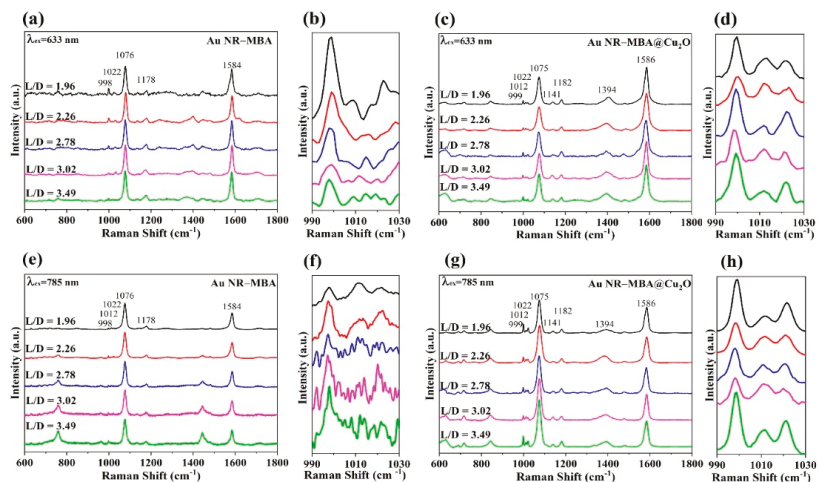 (a)
λex=633 nm
Au NR-MBA
1076
1022
998
1178
1584
L/D = 1.96
L/D = 2.26
L/D = 2.78
L/D = 3.02
L/D = 3.49
Intensity (a.u.)
600 800 1000 1200 1400 1600 1800
Raman Shift (cm⁻¹)
(b)
Intensity (a.u.)
990 1010 1030
Raman Shift (cm⁻¹)
(c)
λex=633 nm
Au NR-MBA@Cu₂O
1075
1022
1012
999
1141
1182
1394
1586
L/D = 1.96
L/D = 2.26
L/D = 2.78
L/D = 3.02
L/D = 3.49
Intensity (a.u.)
600 800 1000 1200 1400 1600 1800
Raman Shift (cm⁻¹)
(d)
Intensity (a.u.)
990 1010 1030
Raman Shift (cm⁻¹)
(e)
λex=785 nm
Au NR-MBA
1076
1022
1012
998
1178
1584
L/D = 1.96
L/D = 2.26
L/D = 2.78
L/D = 3.02
L/D = 3.49
Intensity (a.u.)
600 800 1000 1200 1400 1600 1800
Raman Shift (cm⁻¹)
(f)
Intensity (a.u.)
990 1010 1030
Raman Shift (cm⁻¹)
(g)
λex=785 nm
Au NR-MBA@Cu₂O
1075
1022
1012
999
1141
1182
1394
1586
L/D = 1.96
L/D = 2.26
L/D = 2.78
L/D = 3.02
L/D = 3.49
Intensity (a.u.)
600 800 1000 1200 1400 1600 1800
Raman Shift (cm⁻¹)
(h)
Intensity (a.u.)
990 1010 1030
Raman Shift (cm⁻¹)